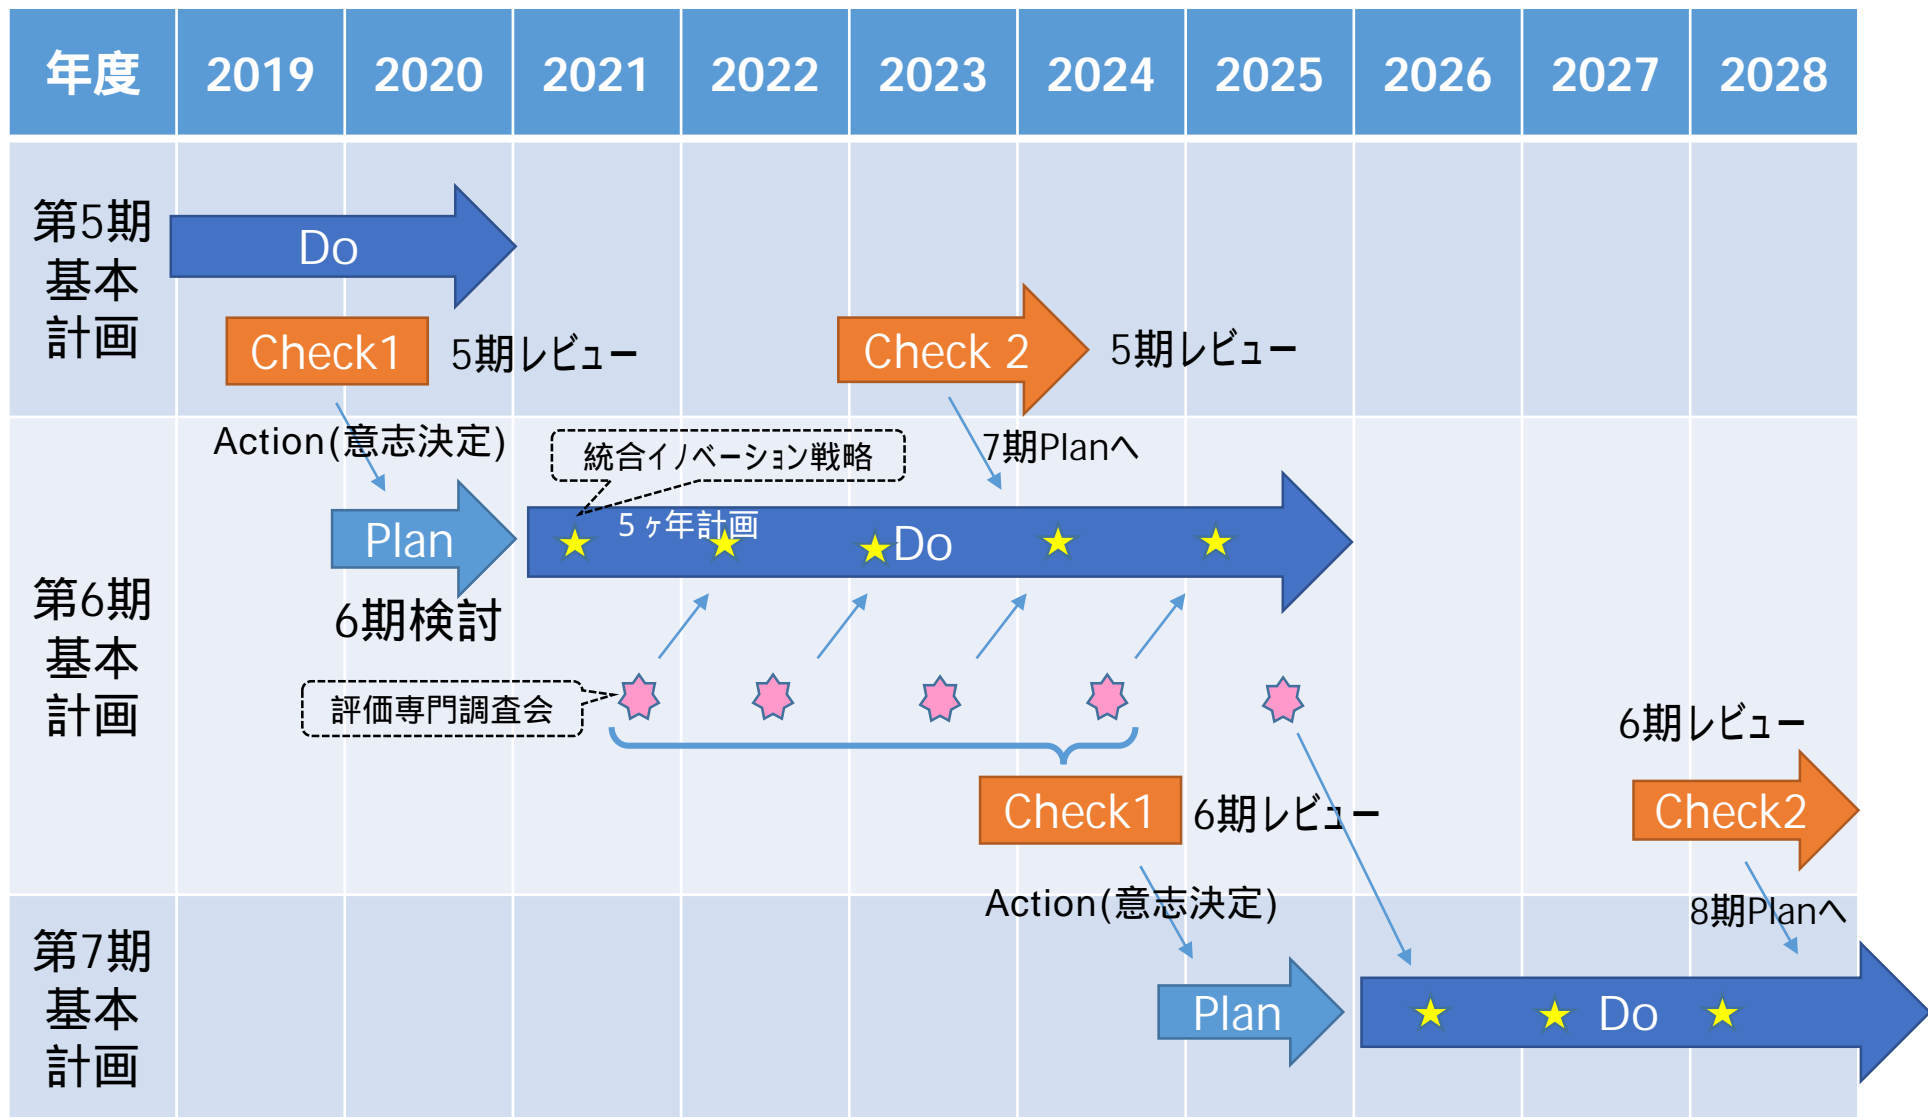 年度 2019 2020 2021 2022 2023 2024 2025 2026 2027 2028
第5期
基本
計画
Do
Check1 5期レビュー
Check 2 5期レビュー
Action(意志決定)
7期Planへ
第6期
基本
計画
統合イノベーション戦略
Plan
6期検討
5ヶ年計画
Do
評価専門調査会
Check1 6期レビュー
6期レビュー
Check2
Action(意志決定)
8期Planへ
第7期
基本
計画
Plan
Do